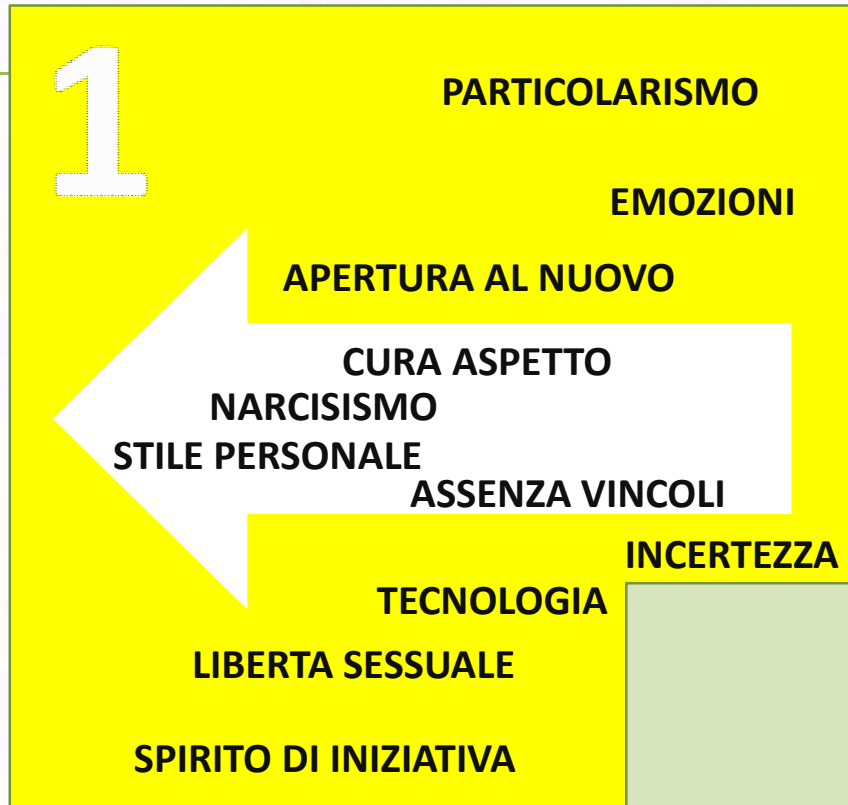 1
PARTICOLARISMO
EMOZIONI
APERTURA AL NUOVO
CURA ASPETTO
NARCISISMO
STILE PERSONALE
ASSENZA VINCOLI
INCERTEZZA
TECNOLOGIA
LIBERTA SESSUALE
SPIRITO DI INIZIATIVA